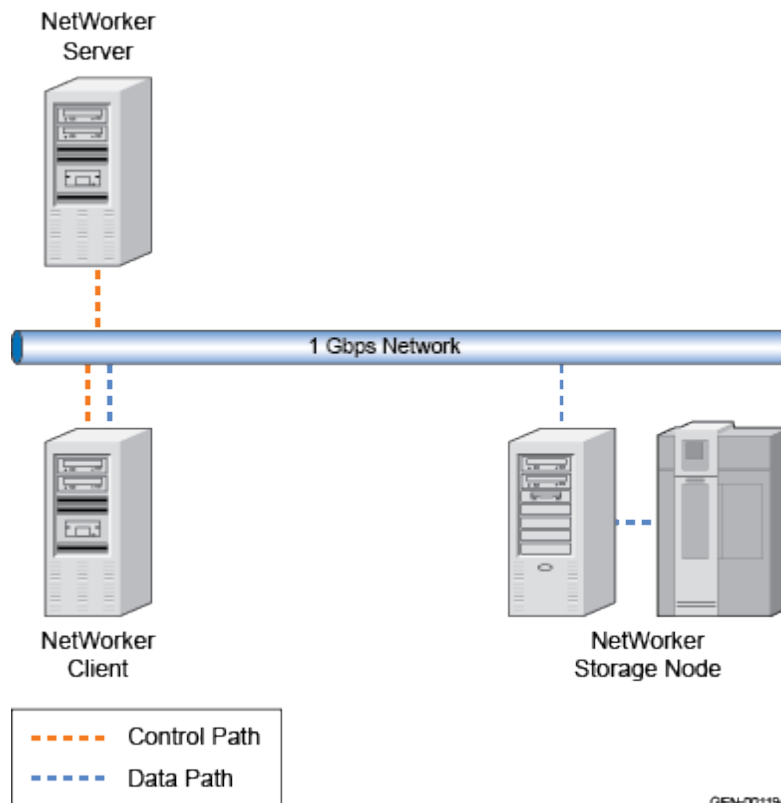 NetWorker
Server
1 Gbps Network
NetWorker
Client
NetWorker
Storage Node
Control Path
Data Path